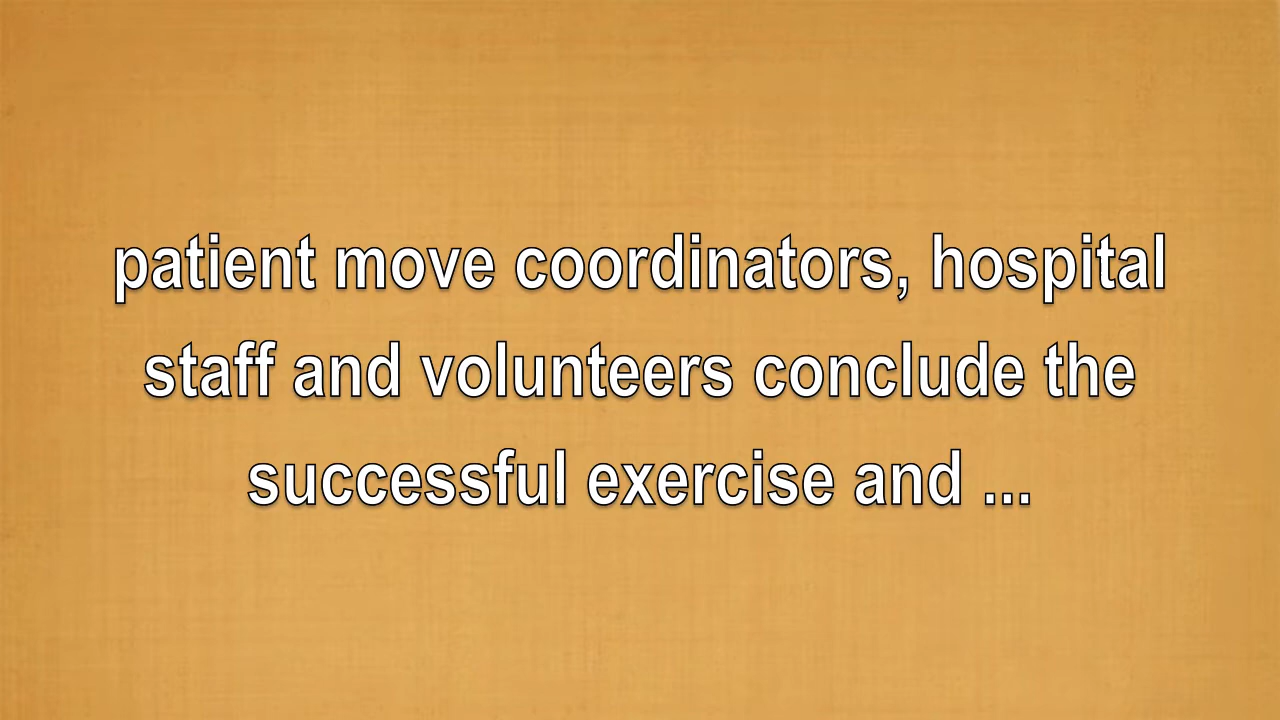 patient move coordinators, hospital
staff and volunteers conclude the
successful exercise and ...